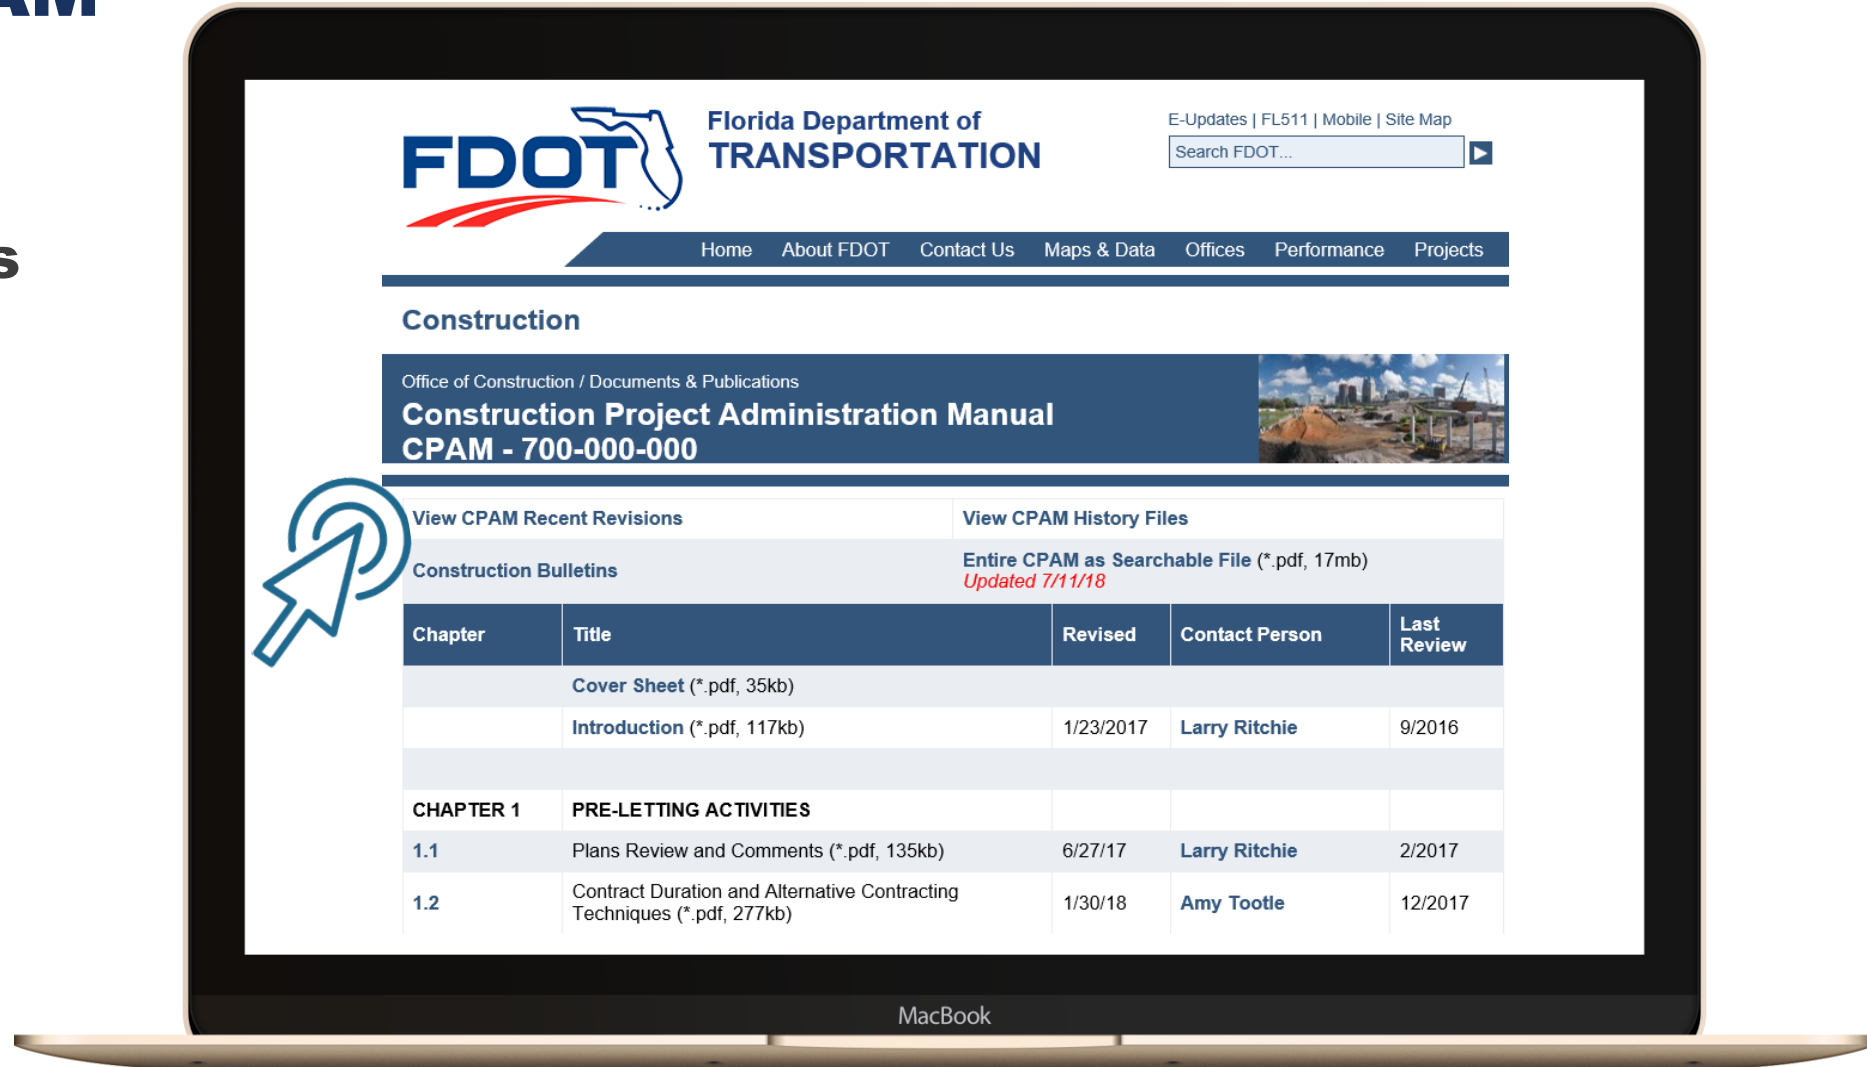 FDOT
Florida Department of
TRANSPORTATION
E-Updates | FL511 | Mobile | Site Map
Search FDOT...
Home About FDOT Contact Us Maps & Data Offices Performance Projects
Construction
Office of Construction / Documents & Publications
Construction Project Administration Manual
CPAM - 700-000-000
View CPAM Recent Revisions View CPAM History Files
Construction Bulletins Entire CPAM as Searchable File (*.pdf, 17mb)
Updated 7/11/18
Chapter Title Revised Contact Person Last Review
Cover Sheet (*.pdf, 35kb)
Introduction (*.pdf, 117kb) 1/23/2017 Larry Ritchie 9/2016
CHAPTER 1 PRE-LETTING ACTIVITIES
1.1 Plans Review and Comments (*.pdf, 135kb) 6/27/17 Larry Ritchie 2/2017
1.2 Contract Duration and Alternative Contracting
Techniques (*.pdf, 277kb) 1/30/18 Amy Tootle 12/2017
MacBook